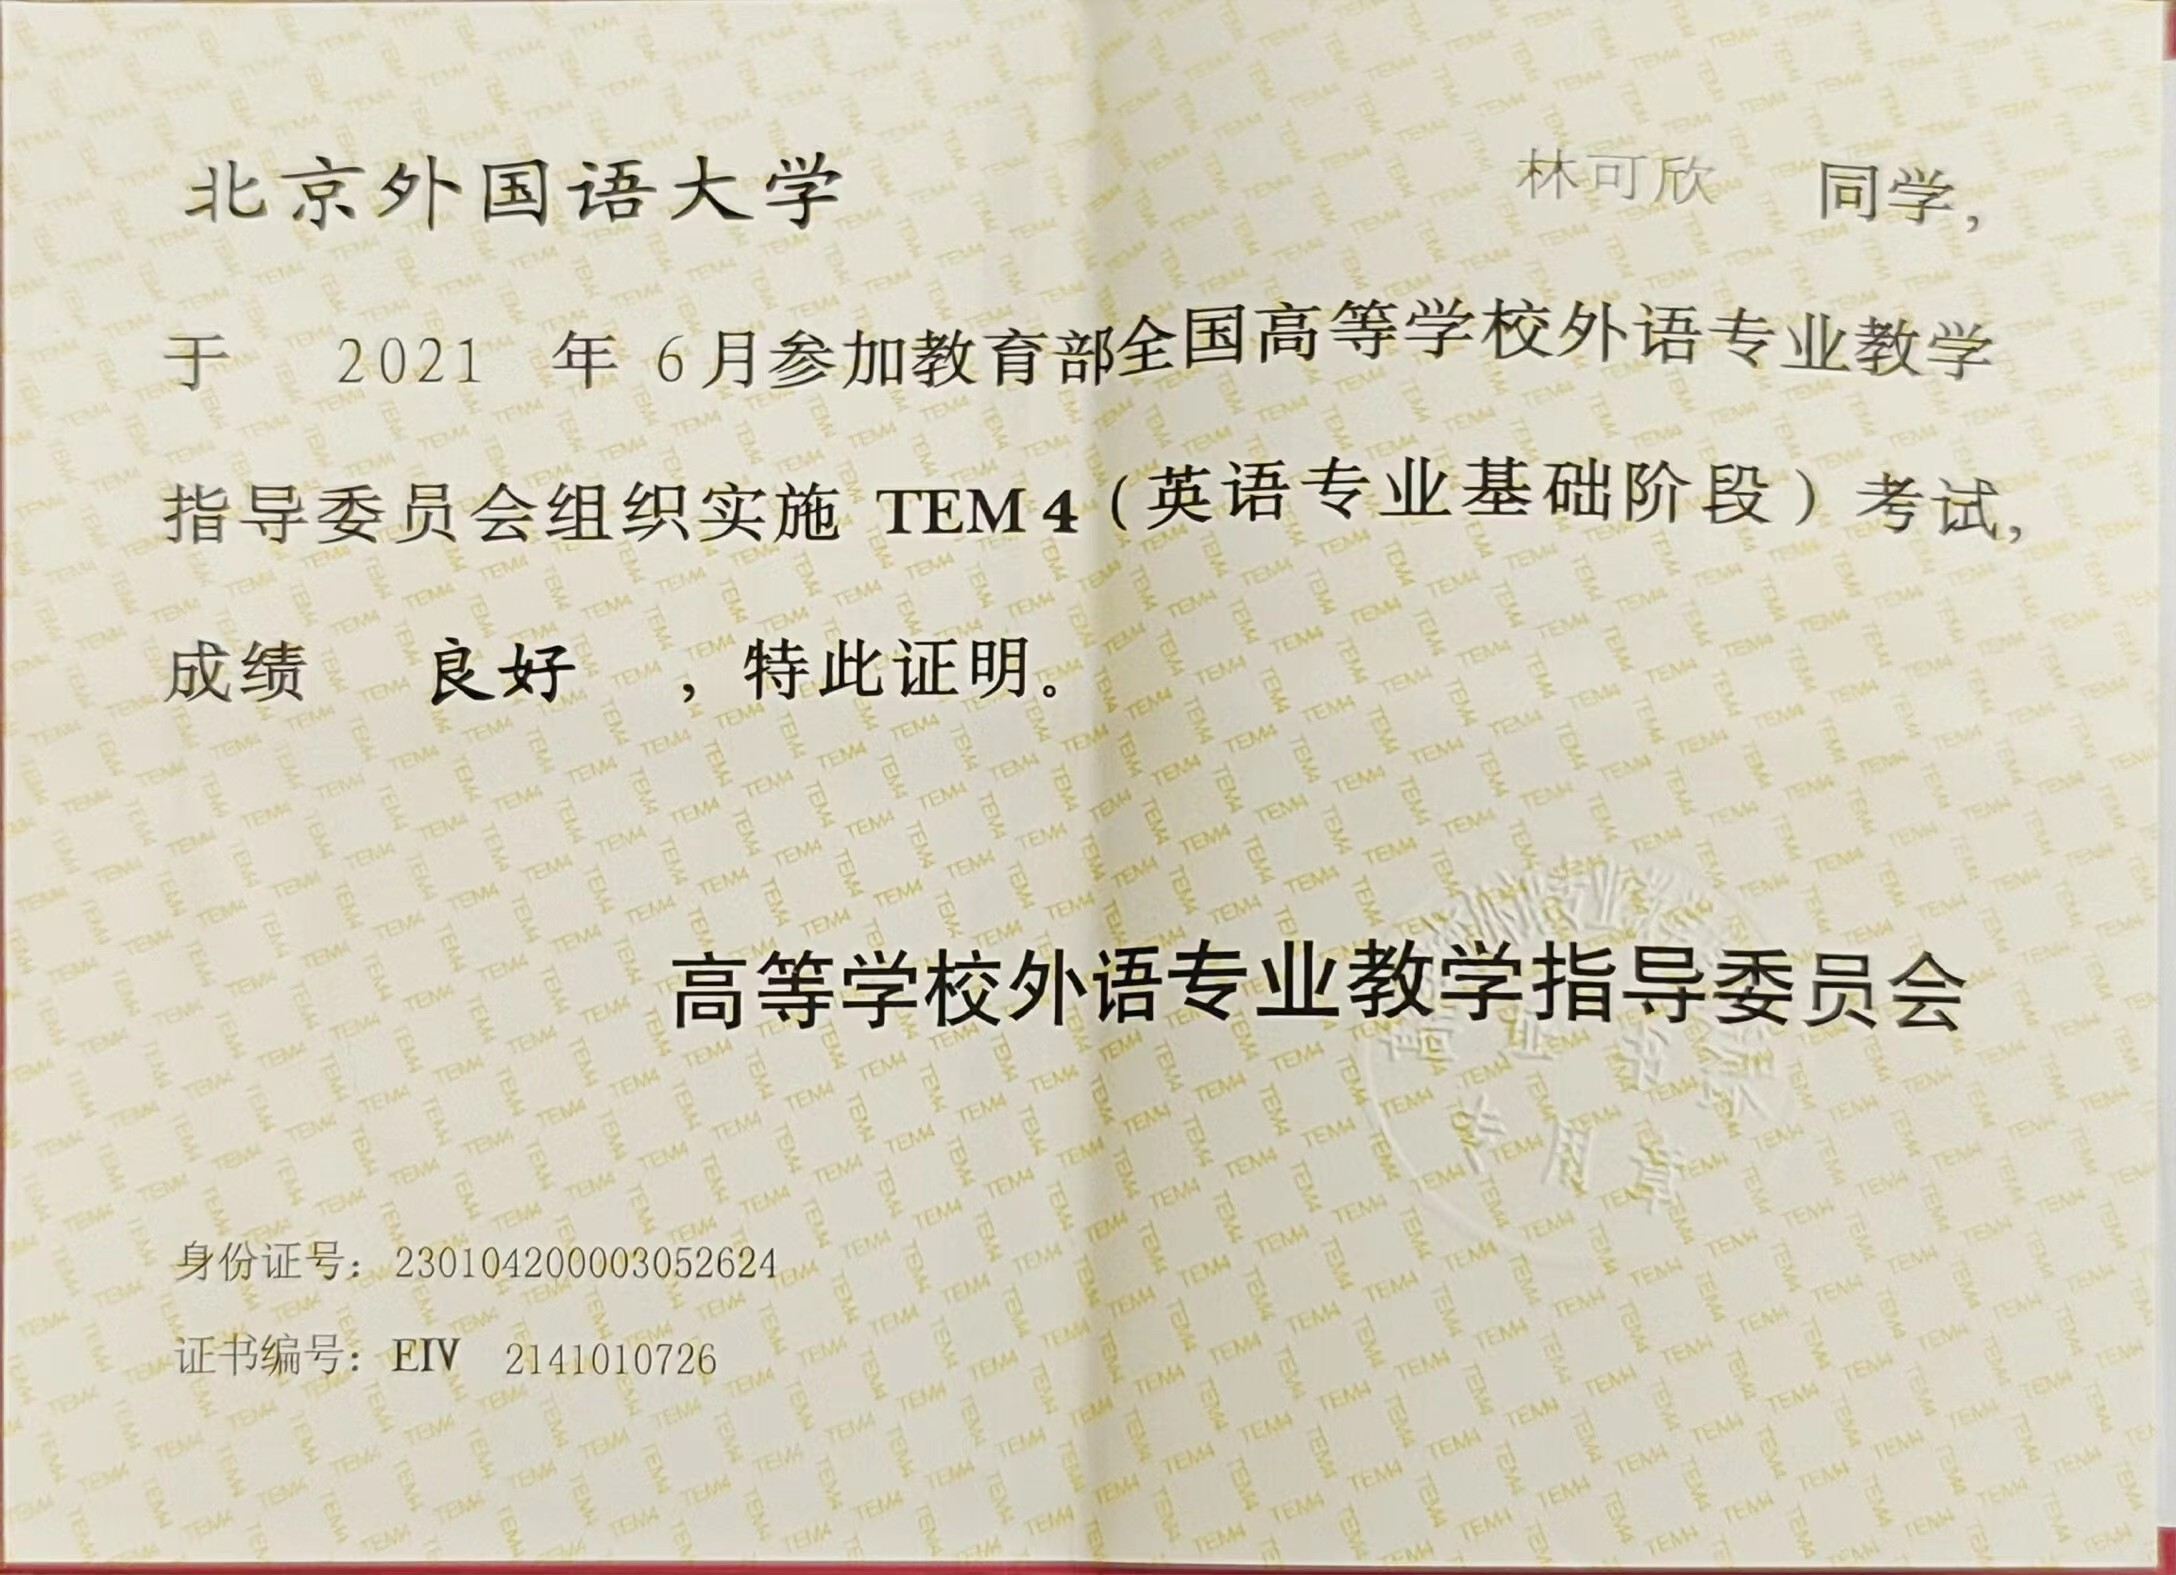 北京外国语大学 林可欣 同学,
于 2021 年 6月参加教育部全国高等学校外语专业教学
指导委员会组织实施 TEM 4（英语专业基础阶段）考试,
成绩 良好 ，特此证明。
高等学校外语专业教学指导委员会
专用章
身份证号：230104200003052624
证书编号：EIV 2141010726